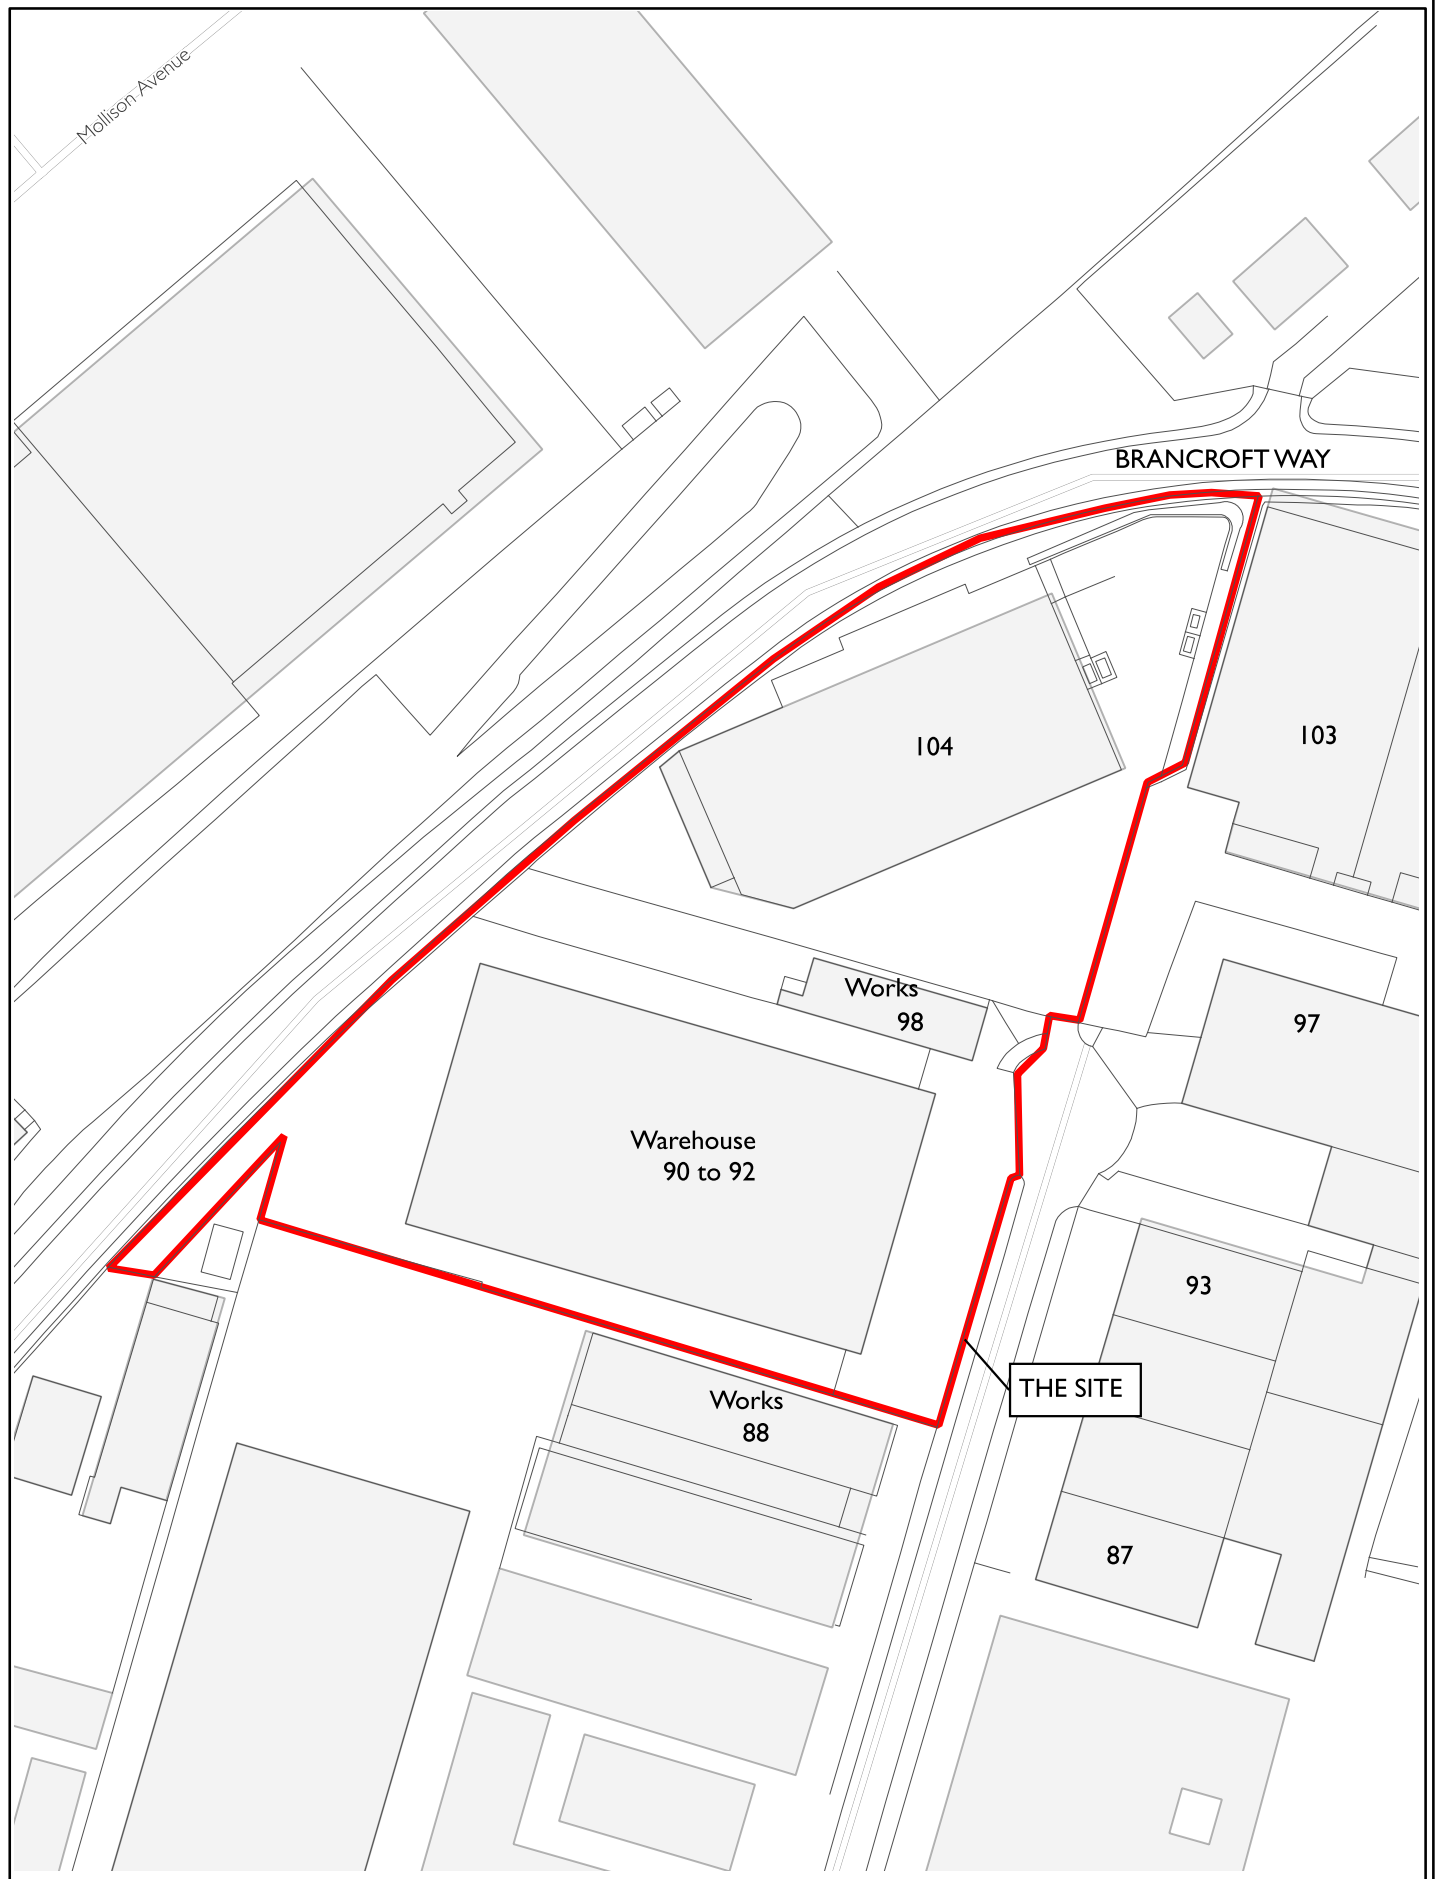 Mollison Avenue
BRANCROFT WAY
103
104
Works
98
97
Warehouse
90 to 92
93
THE SITE
Works
88
87